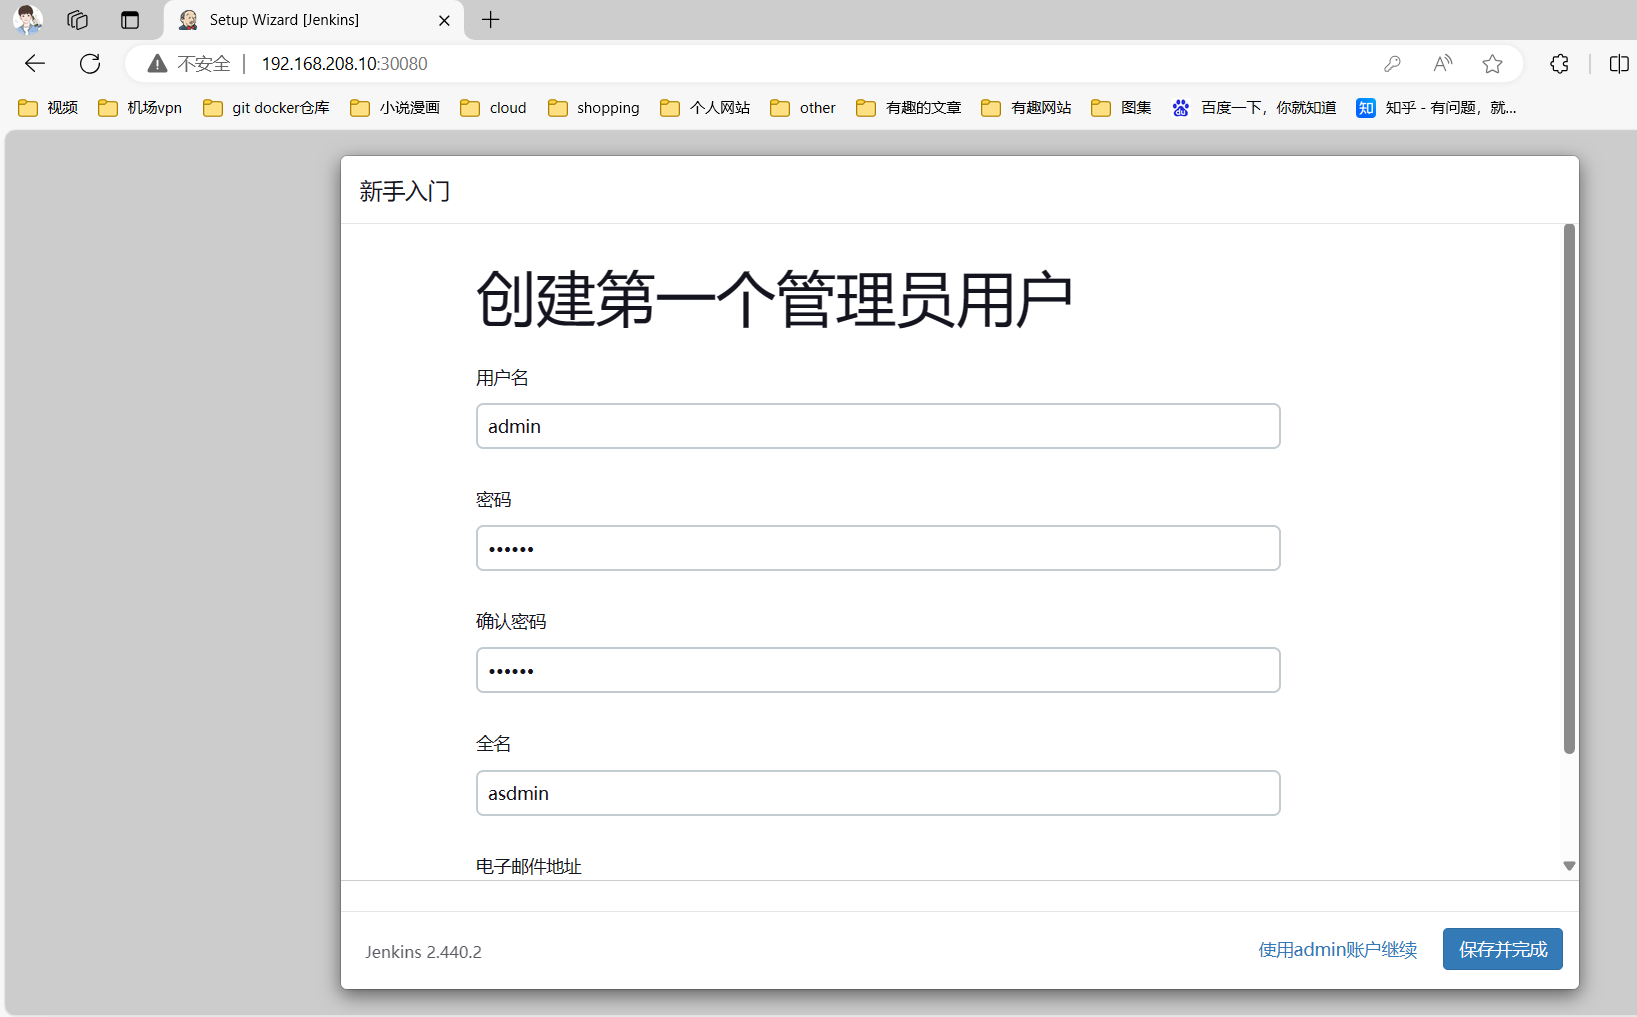 Setup Wizard [Jenkins]
不安全 | 192.168.208.10:30080
视频 机场vpn git docker仓库 小说漫画 cloud shopping 个人网站 other 有趣的文章 有趣网站 图集 百度一下，你就知道 知乎 - 有问题，就...
新手入门
创建第一个管理员用户
用户名
admin
密码
••••••
确认密码
••••••
全名
asdmin
电子邮件地址
Jenkins 2.440.2
使用admin账户继续 保存并完成